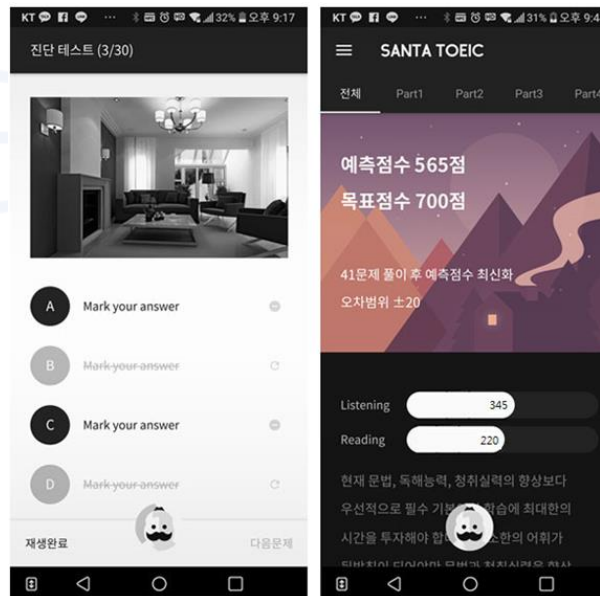 KT ... 32% 오후 9:17
진단 테스트 (3/30)
A Mark your answer
B Mark your answer
C Mark your answer
D Mark your answer
재생완료
다음문제
KT ... 31% 오후 9:4
SANTA TOEIC
전체 Part1 Part2 Part3 Part4
예측점수 565점
목표점수 700점
41문제 풀이 후 예측점수 최신화
오차범위 ±20
Listening 345
Reading 220
현재 문법, 독해능력, 청취실력의 향상보다
우선적으로 필수 학습에 최대한의
시간을 투자해야 어휘가